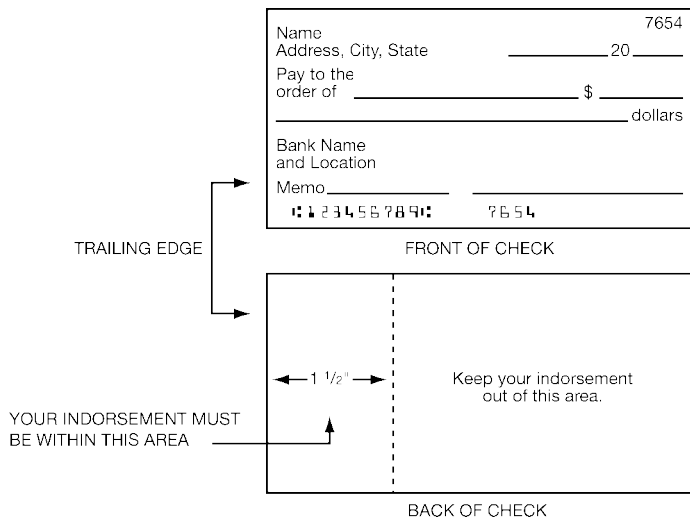 7654
Name
Address, City, State 20
Pay to the
order of $
dollars
Bank Name
and Location
Memo
⑆123456789⑆ 7654
TRAILING EDGE
FRONT OF CHECK
1 1/2"
Keep your indorsement
out of this area.
YOUR INDORSEMENT MUST
BE WITHIN THIS AREA
BACK OF CHECK